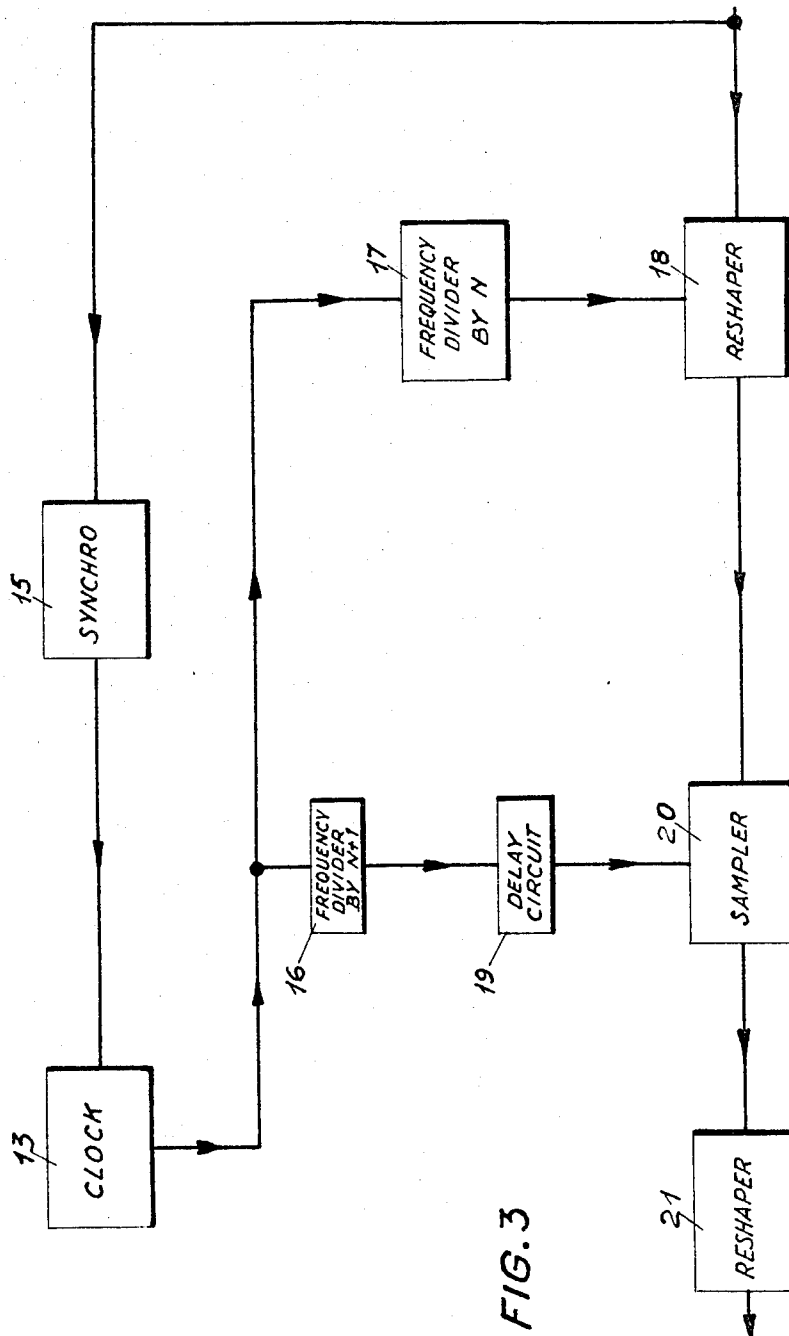 13
CLOCK
15
SYNCHRO
16
FREQUENCY
DIVIDER
BY N+1
17
FREQUENCY
DIVIDER
BY N
19
DELAY
CIRCUIT
21
RESHAPER
20
SAMPLER
18
RESHAPER
FIG.3